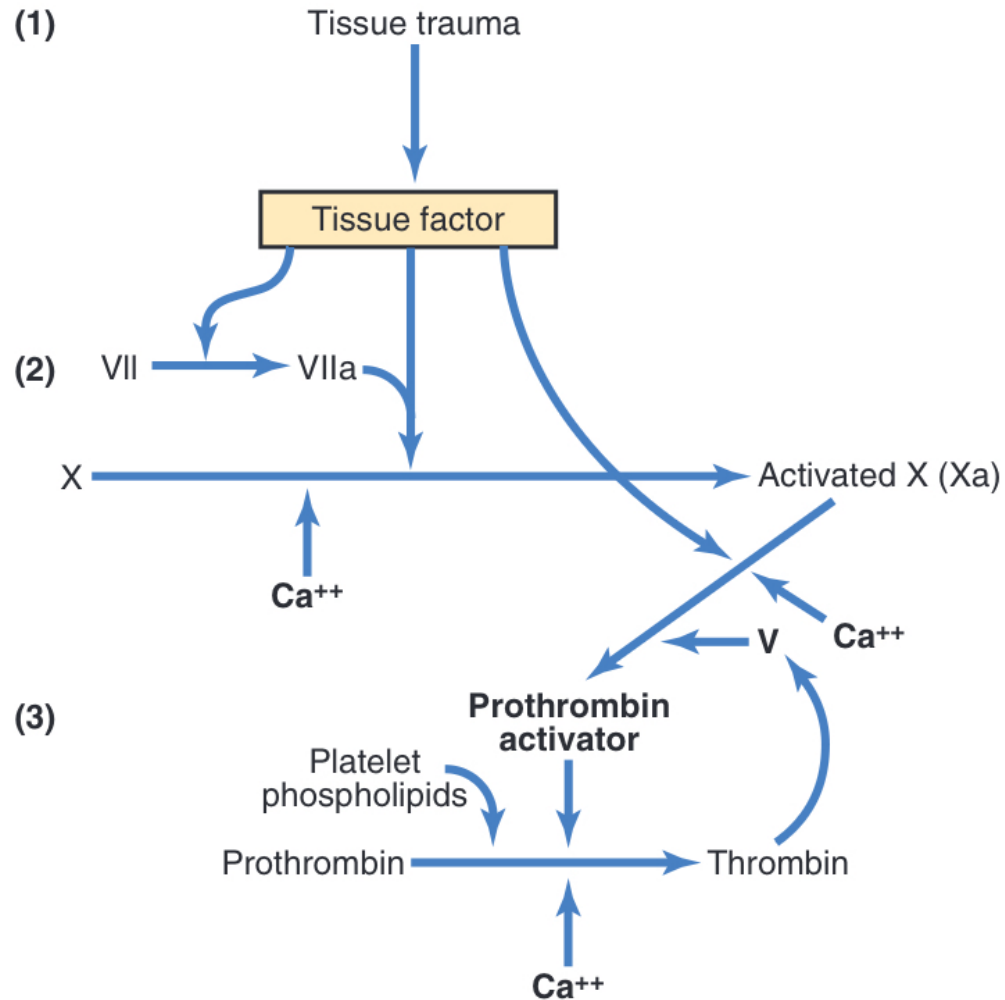 (1)
Tissue trauma
Tissue factor
(2)
VII
VIIa
X
Activated X (Xa)
Ca++
Ca++
V
(3)
Prothrombin
activator
Platelet
phospholipids
Prothrombin
Thrombin
Ca++